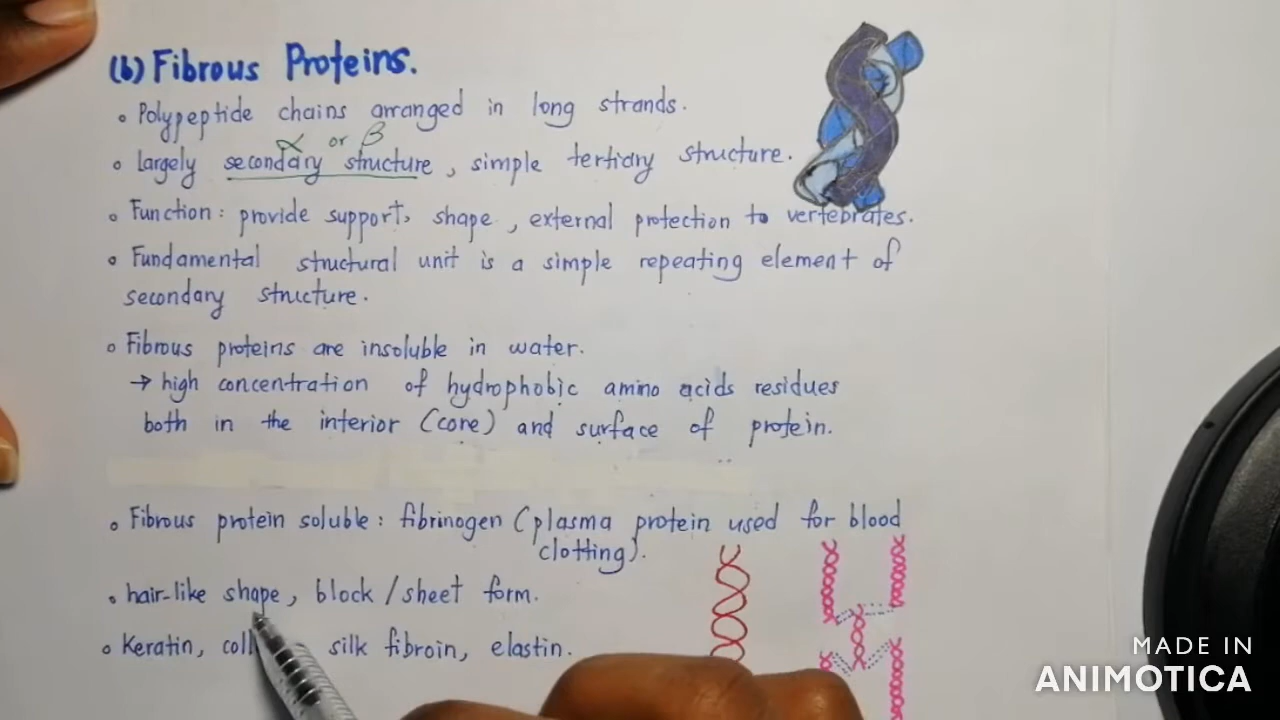 (b) Fibrous Proteins.
• Polypeptide chains arranged in long strands.
α or β
• Largely secondary structure, simple tertiary structure.
• Function: provide support, shape, external protection to vertebrates.
• Fundamental structural unit is a simple repeating element of
secondary structure.
• Fibrous proteins are insoluble in water.
→ high concentration of hydrophobic amino acids residues
both in the interior (core) and surface of protein.
• Fibrous protein soluble: fibrinogen (plasma protein used for blood
clotting).
• hair-like shape, block / sheet form.
• Keratin, silk fibroin, elastin.
MADE IN
ANIMOTICA